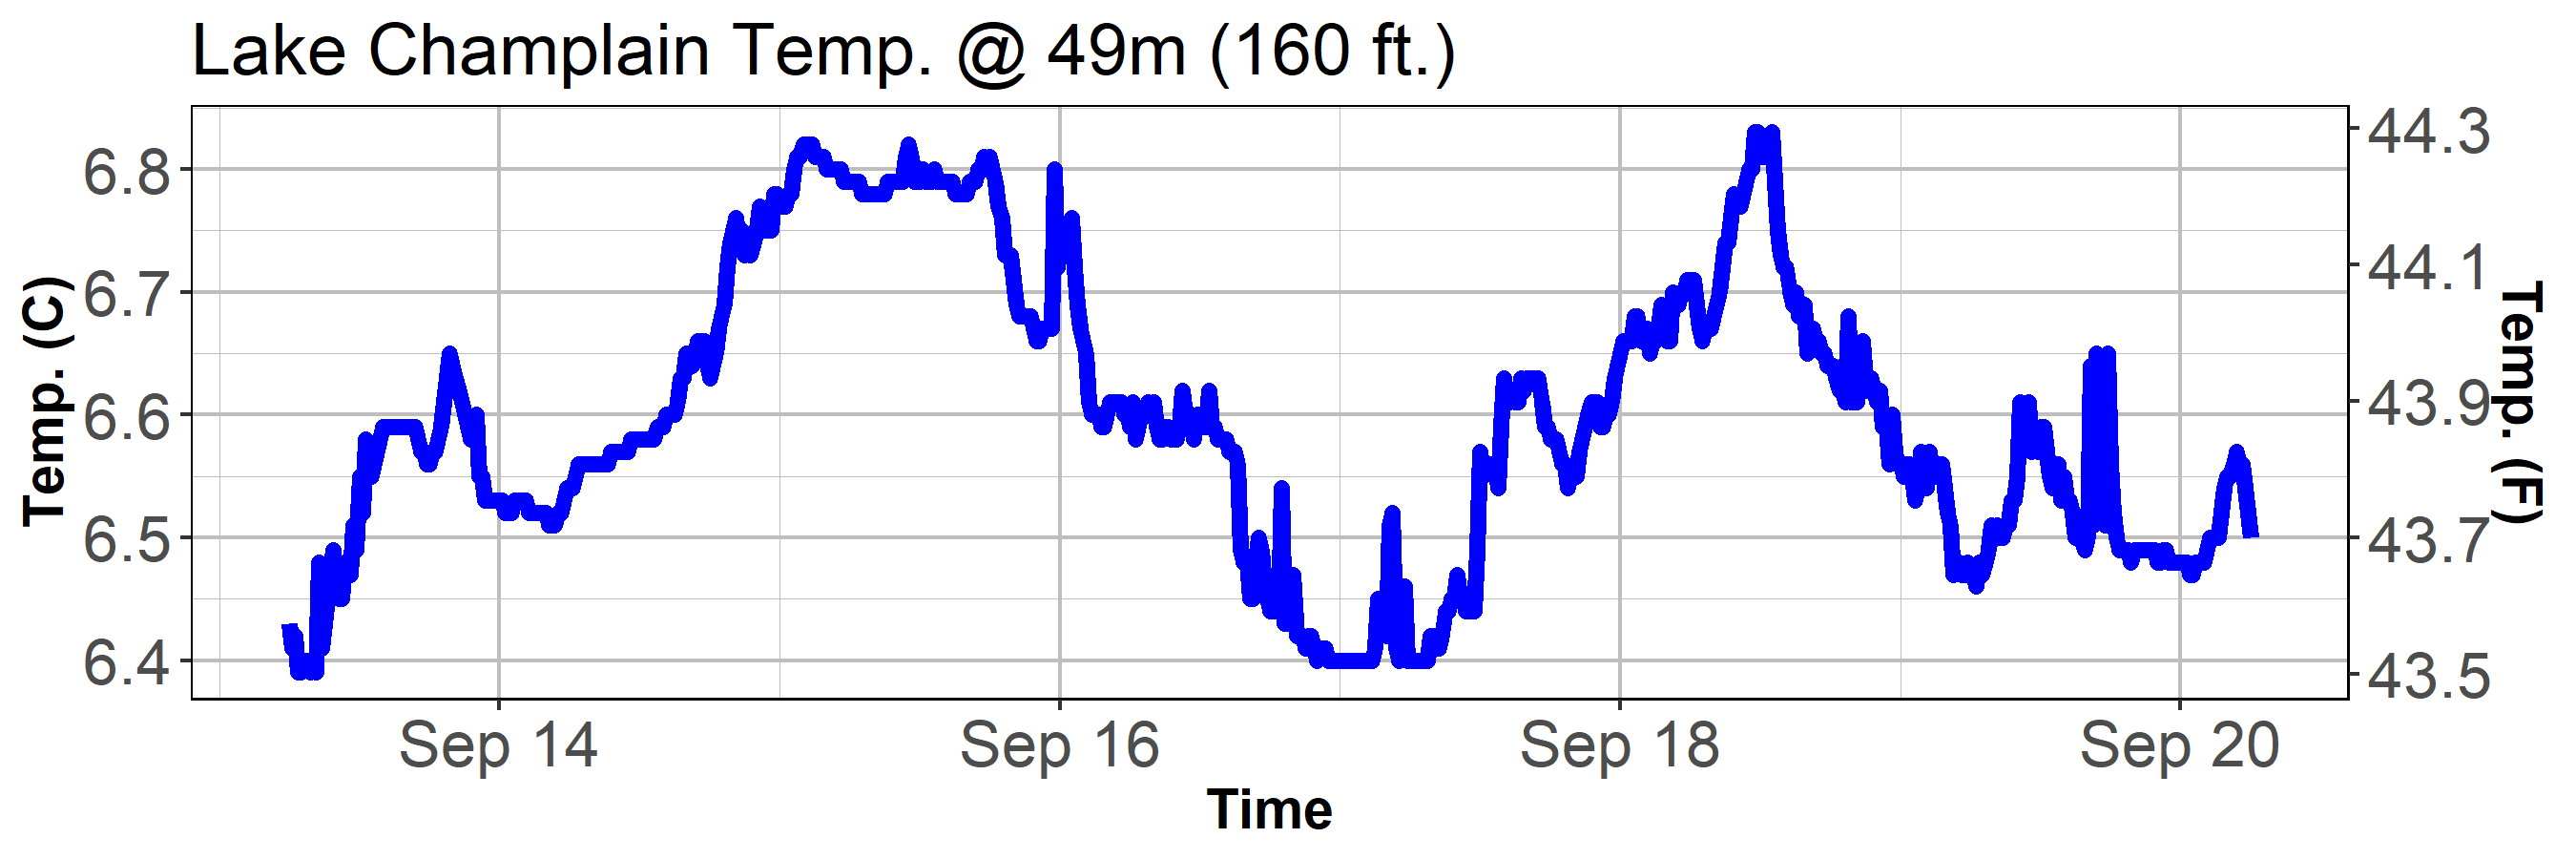 Lake Champlain Temp. @ 49m (160 ft.)
Temp. (C)
6.8
6.7
6.6
6.5
6.4
44.3
44.1
43.9
43.7
43.5
Temp. (F)
Sep 14
Sep 16
Sep 18
Sep 20
Time